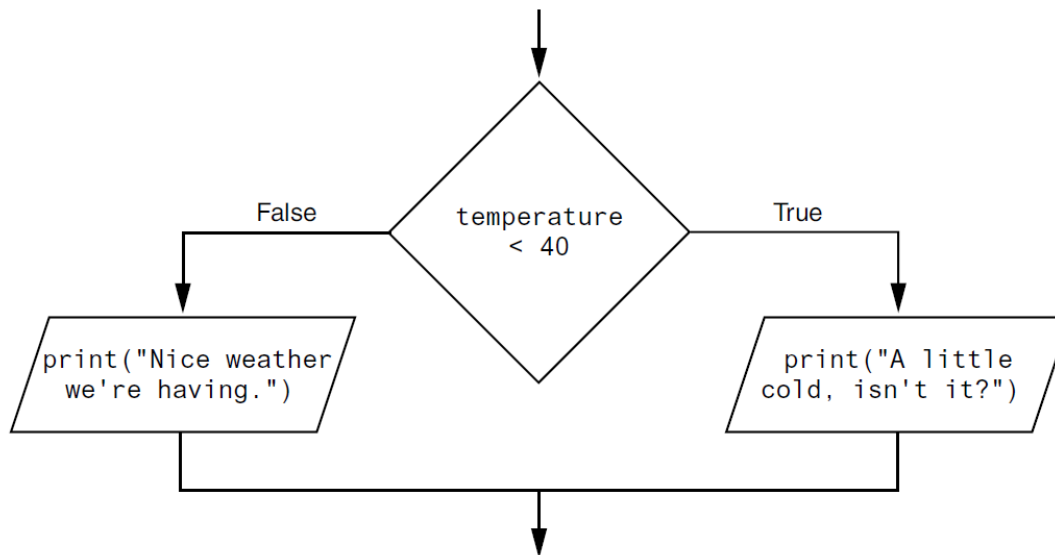 False
temperature
< 40
True
print("Nice weather
we're having.")
print("A little
cold, isn't it?")